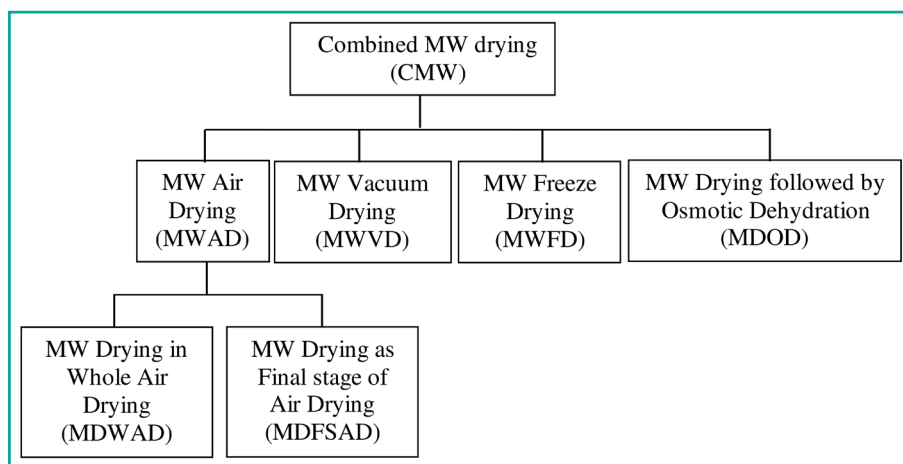 Combined MW drying
(CMW)
MW Air
Drying
(MWAD)
MW Vacuum
Drying
(MWVD)
MW Freeze
Drying
(MWFD)
MW Drying followed by
Osmotic Dehydration
(MDOD)
MW Drying in
Whole Air
Drying
(MDWAD)
MW Drying as
Final stage of
Air Drying
(MDFSAD)